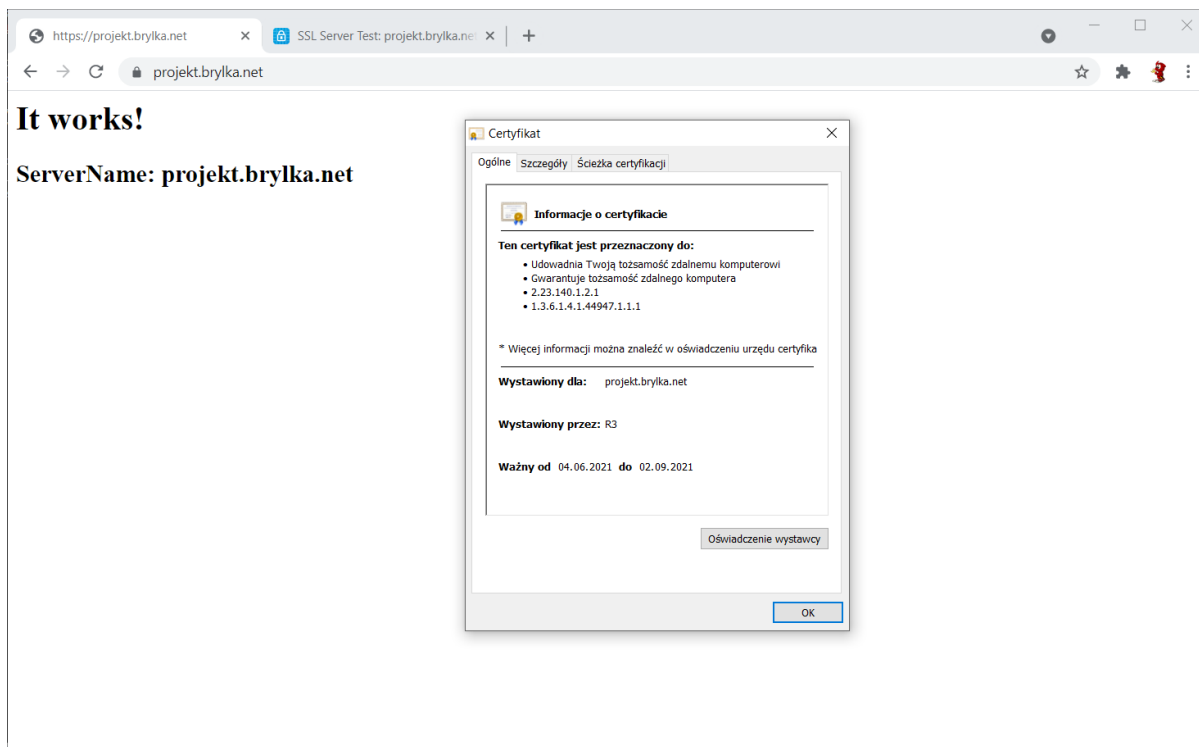 https://projekt.brylka.net
SSL Server Test: projekt.brylka.ne
projekt.brylka.net
It works!
ServerName: projekt.brylka.net
Certyfikat
Ogólne Szczegóły Ścieżka certyfikacji
Informacje o certyfikacie
Ten certyfikat jest przeznaczony do:
• Udowadnia Twoją tożsamość zdalnemu komputerowi
• Gwarantuje tożsamość zdalnego komputera
• 2.23.140.1.2.1
• 1.3.6.1.4.1.44947.1.1.1
* Więcej informacji można znaleźć w oświadczeniu urzędu certyfika
Wystawiony dla: projekt.brylka.net
Wystawiony przez: R3
Ważny od 04.06.2021 do 02.09.2021
Oświadczenie wystawcy
OK